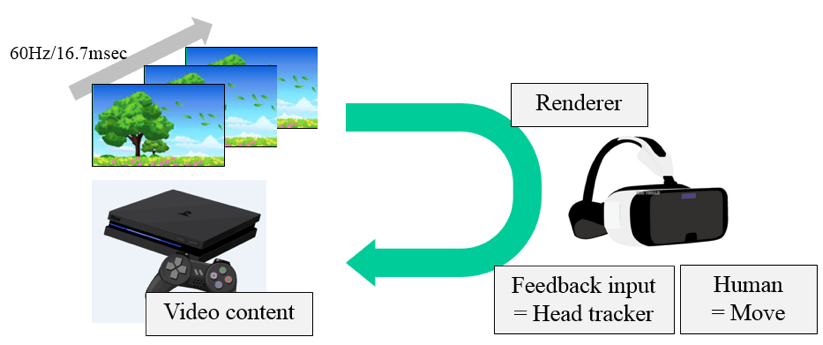 60Hz/16.7msec
Renderer
Video content
Feedback input
= Head tracker
Human
= Move